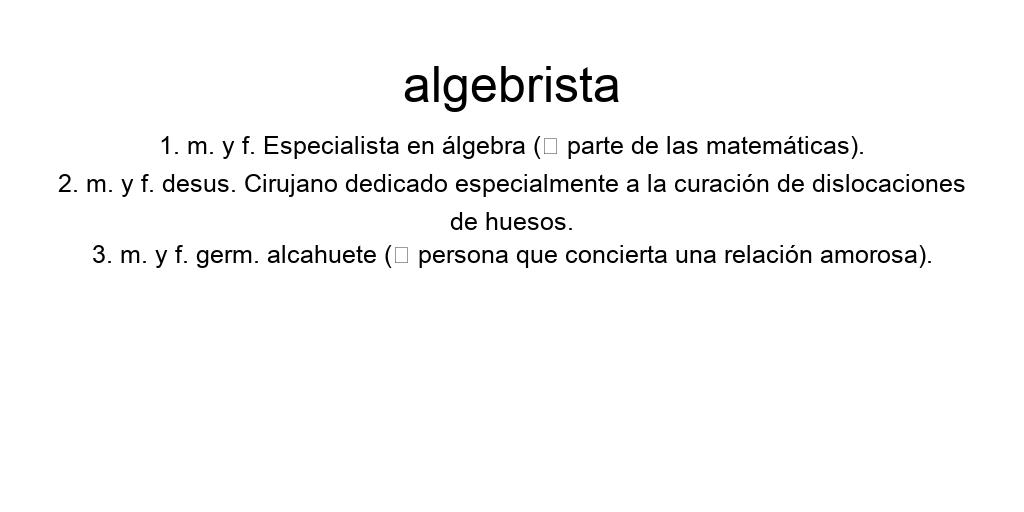 algebrista
1. m. y f. Especialista en álgebra (□ parte de las matemáticas).
2. m. y f. desus. Cirujano dedicado especialmente a la curación de dislocaciones
de huesos.
3. m. y f. germ. alcahuete (□ persona que concierta una relación amorosa).